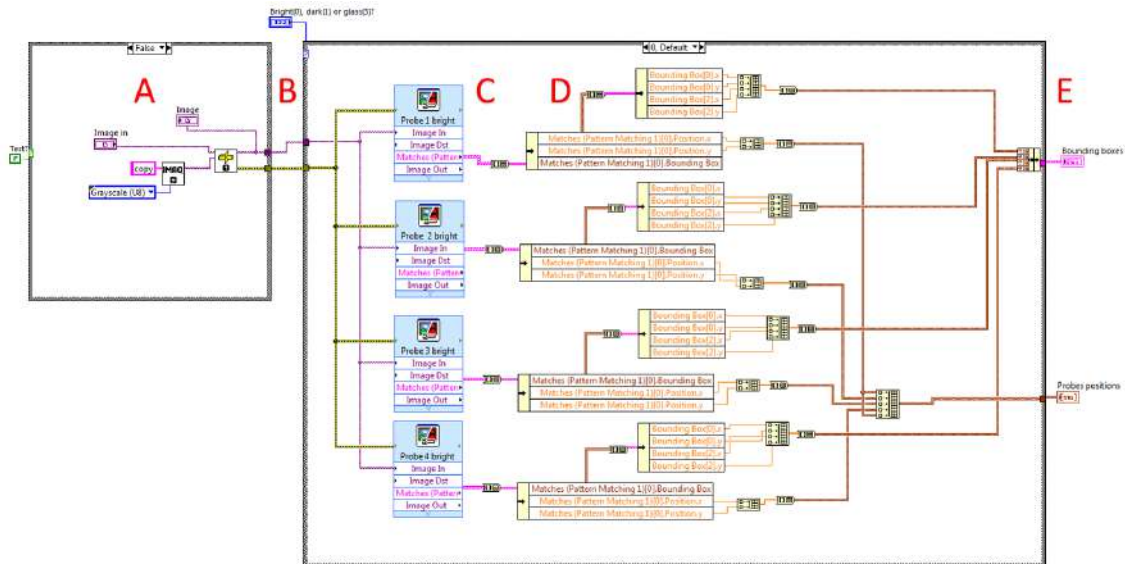 Bright(0), dark(1) or glass(3)?
False
0, Default
A
B
C
D
E
Test?
Image
Image in
copy
IMAQ
Grayscale (U8)
Probe 1 bright
Image In
Image Dst
Matches (Patter
Image Out
Bounding Box[0].x
Bounding Box[0].y
Bounding Box[2].x
Bounding Box[2].y
Matches (Pattern Matching 1)[0].Position.x
Matches (Pattern Matching 1)[0].Position.y
Matches (Pattern Matching 1)[0].Bounding Box
Bounding boxes
Probe 2 bright
Image In
Image Dst
Matches (Patter
Image Out
Bounding Box[0].x
Bounding Box[0].y
Bounding Box[2].x
Bounding Box[2].y
Matches (Pattern Matching 1)[0].Bounding Box
Matches (Pattern Matching 1)[0].Position.x
Matches (Pattern Matching 1)[0].Position.y
Probe 3 bright
Image In
Image Dst
Matches (Patter
Image Out
Bounding Box[0].x
Bounding Box[0].y
Bounding Box[2].x
Bounding Box[2].y
Matches (Pattern Matching 1)[0].Bounding Box
Matches (Pattern Matching 1)[0].Position.x
Matches (Pattern Matching 1)[0].Position.y
Probes positions
Probe 4 bright
Image In
Image Dst
Matches (Patter
Image Out
Bounding Box[0].x
Bounding Box[0].y
Bounding Box[2].x
Bounding Box[2].y
Matches (Pattern Matching 1)[0].Bounding Box
Matches (Pattern Matching 1)[0].Position.x
Matches (Pattern Matching 1)[0].Position.y